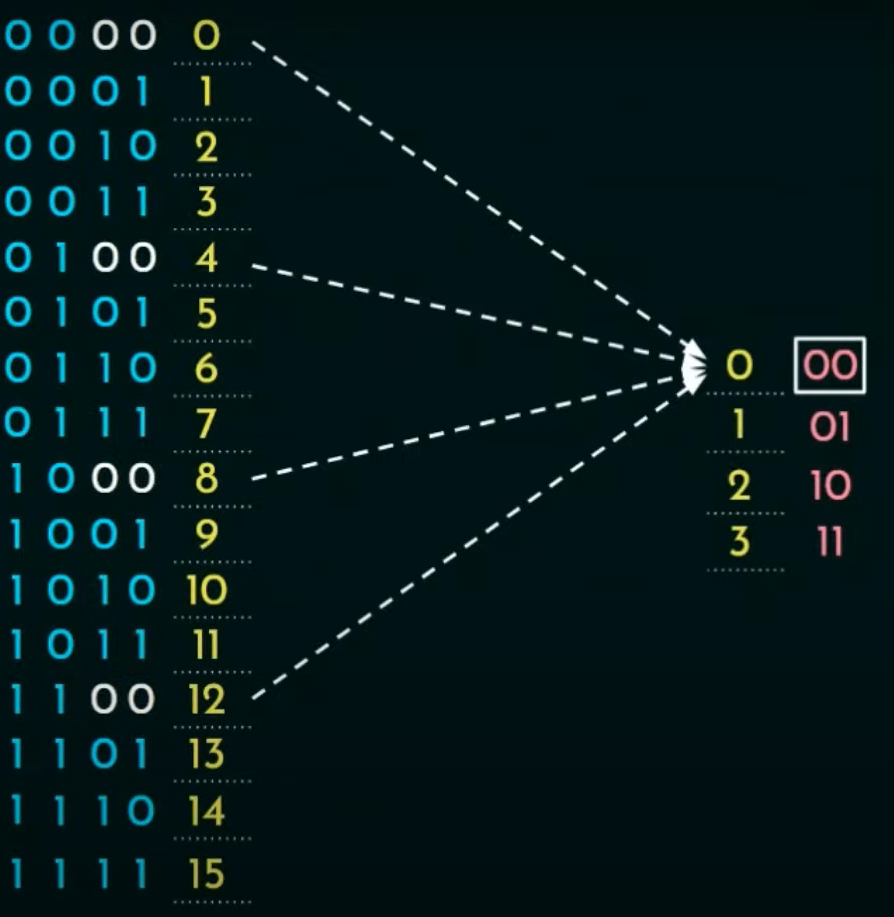 0 0 0 0 0
0 0 0 1 1
0 0 1 0 2
0 0 1 1 3
0 1 0 0 4
0 1 0 1 5
0 1 1 0 6
0 00
0 1 1 1 7
1 01
1 0 0 0 8
2 10
1 0 0 1 9
3 11
1 0 1 0 10
1 0 1 1 11
1 1 0 0 12
1 1 0 1 13
1 1 1 0 14
1 1 1 1 15